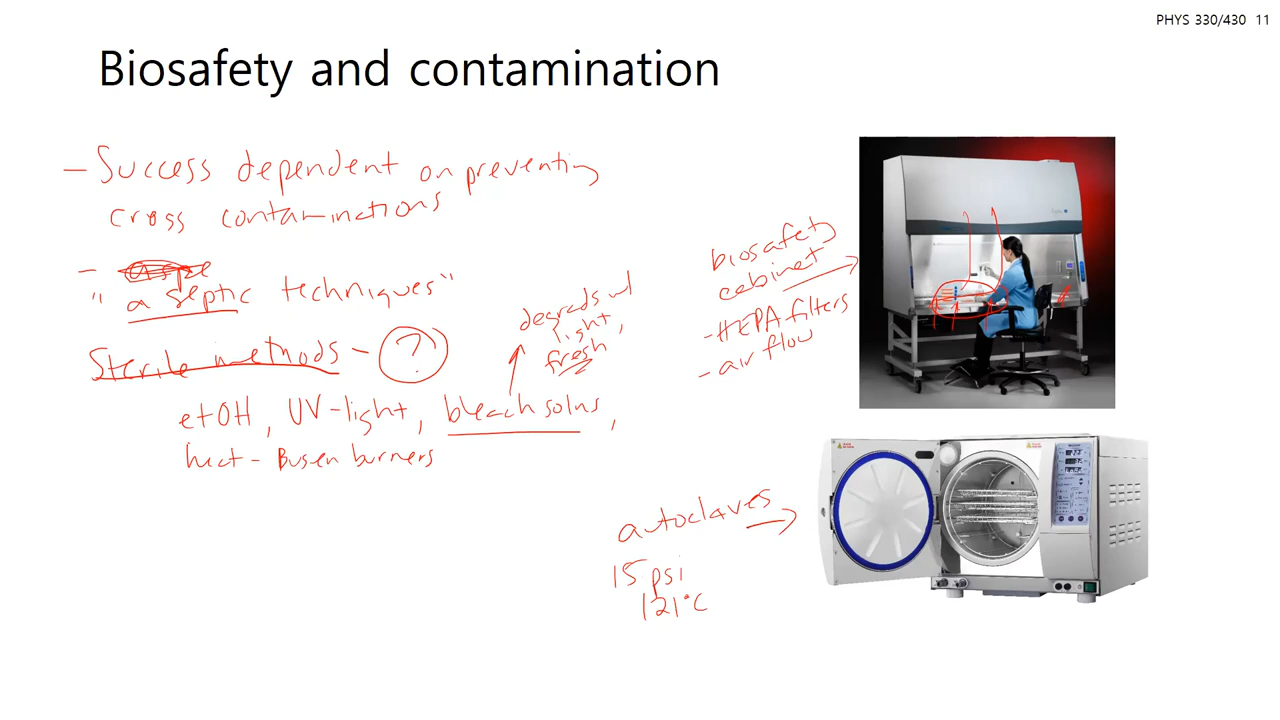 PHYS 330/430 11
Biosafety and contamination
- Success dependent on preventing
cross contaminations
-
" aseptic techniques"
Sterile methods - ?
etOH, UV-light, bleach solns,
heat - Busen burners
degrads w/
light,
fresh
biosafety
cabinet
- HEPA filters
- air flow
autoclaves
15 psi
121°C